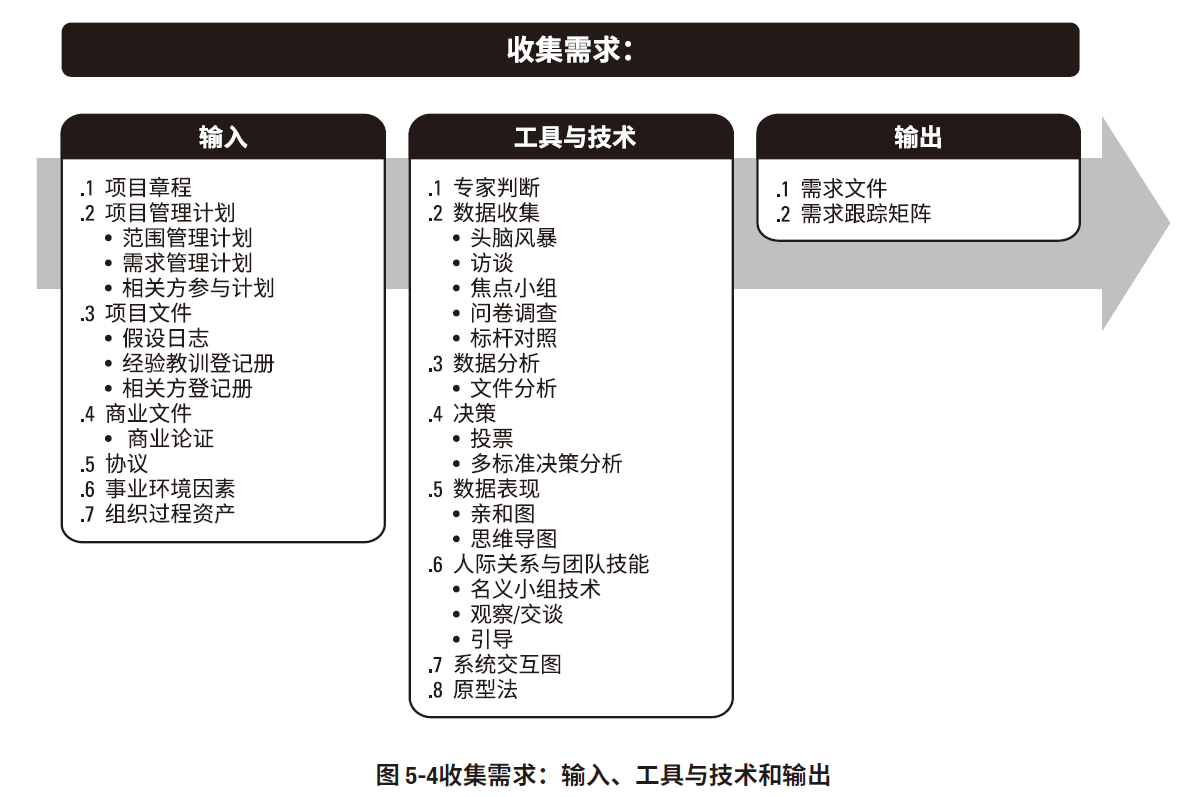 收集需求：
输入
.1 项目章程
.2 项目管理计划
• 范围管理计划
• 需求管理计划
• 相关方参与计划
.3 项目文件
• 假设日志
• 经验教训登记册
• 相关方登记册
.4 商业文件
• 商业论证
.5 协议
.6 事业环境因素
.7 组织过程资产
工具与技术
.1 专家判断
.2 数据收集
• 头脑风暴
• 访谈
• 焦点小组
• 问卷调查
• 标杆对照
.3 数据分析
• 文件分析
.4 决策
• 投票
• 多标准决策分析
.5 数据表现
• 亲和图
• 思维导图
.6 人际关系与团队技能
• 名义小组技术
• 观察/交谈
• 引导
.7 系统交互图
.8 原型法
输出
.1 需求文件
.2 需求跟踪矩阵
图 5-4收集需求：输入、工具与技术和输出